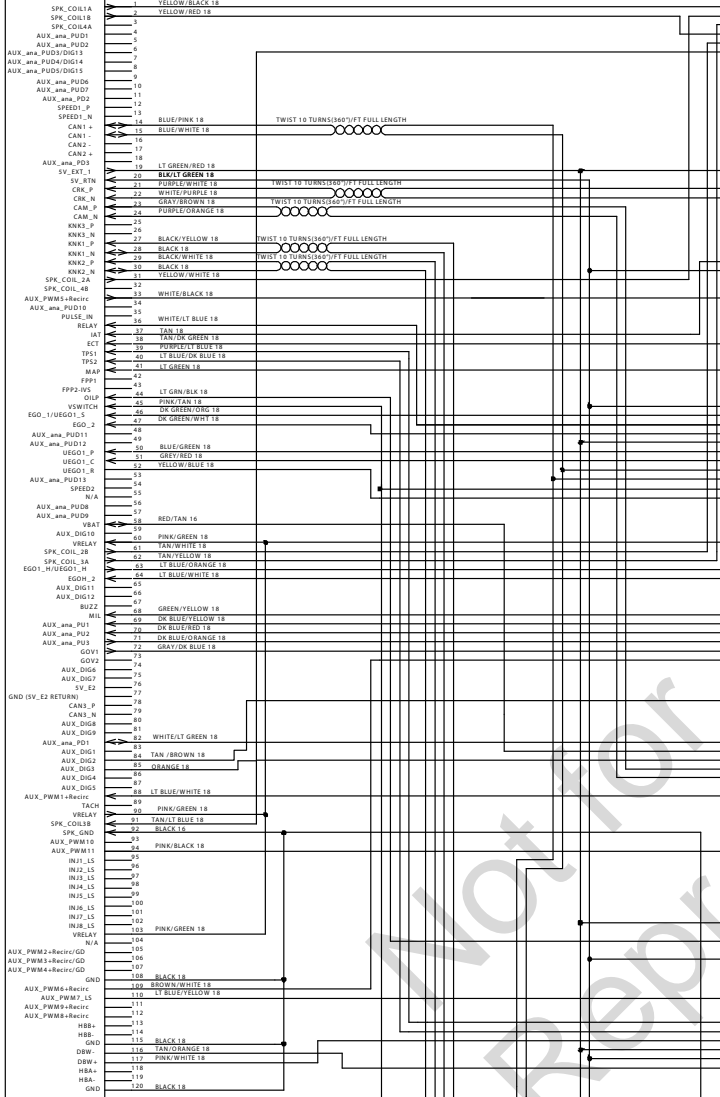 SPK_COIL1A 1 YELLOW/BLACK 18
SPK_COIL1B 2 YELLOW/RED 18
SPK_COIL4A 3
AUX_ana_PUD1 4
AUX_ana_PUD2 5
AUX_ana_PUD3/DIG13 6
AUX_ana_PUD4/DIG14 7
AUX_ana_PUD5/DIG15 8
AUX_ana_PUD6 9
AUX_ana_PUD7 10
AUX_ana_PD2 11
SPEED1_P 12
SPEED1_N 13
CAN1 + 14 BLUE/PINK 18 TWIST 10 TURNS(360°)/FT FULL LENGTH
CAN1 - 15 BLUE/WHITE 18
CAN2 - 16
CAN2 + 17
AUX_ana_PD3 18
5V_EXT_1 19 LT GREEN/RED 18
5V_RTN 20 BLK/LT GREEN 18
CRK_P 21 PURPLE/WHITE 18 TWIST 10 TURNS(360°)/FT FULL LENGTH
CRK_N 22 WHITE/PURPLE 18
CAM_P 23 GRAY/BROWN 18 TWIST 10 TURNS(360°)/FT FULL LENGTH
CAM_N 24 PURPLE/ORANGE 18
KNK3_P 25
KNK3_N 26
KNK1_P 27 BLACK/YELLOW 18 TWIST 10 TURNS(360°)/FT FULL LENGTH
KNK1_N 28 BLACK 18
KNK2_P 29 BLACK/WHITE 18 TWIST 10 TURNS(360°)/FT FULL LENGTH
KNK2_N 30 BLACK 18
SPK_COIL_2A 31 YELLOW/WHITE 18
SPK_COIL_4B 32
AUX_PWM5+Recirc 33 WHITE/BLACK 18
AUX_ana_PUD10 34
PULSE_IN 35
RELAY 36 WHITE/LT BLUE 18
IAT 37 TAN 18
ECT 38 TAN/DK GREEN 18
TPS1 39 PURPLE/LT BLUE 18
TPS2 40 LT BLUE/DK BLUE 18
MAP 41 LT GREEN 18
FPP1 42
FPP2-IVS 43
OILP 44 LT GRN/BLK 18
VSWITCH 45 PINK/TAN 18
EGO_1/UEGO1_S 46 DK GREEN/ORG 18
EGO_2 47 DK GREEN/WHT 18
AUX_ana_PUD11 48
AUX_ana_PUD12 49
UEGO1_P 50 BLUE/GREEN 18
UEGO1_C 51 GREY/RED 18
UEGO1_R 52 YELLOW/BLUE 18
AUX_ana_PUD13 53
SPEED2 54
N/A 55
AUX_ana_PUD8 56
AUX_ana_PUD9 57
VBAT 58 RED/TAN 16
AUX_DIG10 59
VRELAY 60 PINK/GREEN 18
SPK_COIL_2B 61 TAN/WHITE 18
SPK_COIL_3A 62 TAN/YELLOW 18
EGO1_H/UEGO1_H 63 LT BLUE/ORANGE 18
EGOH_2 64 LT BLUE/WHITE 18
AUX_DIG11 65
AUX_DIG12 66
BUZZ 67
MIL 68 GREEN/YELLOW 18
AUX_ana_PU1 69 DK BLUE/YELLOW 18
AUX_ana_PU2 70 DK BLUE/RED 18
AUX_ana_PU3 71 DK BLUE/ORANGE 18
GOV1 72 GRAY/DK BLUE 18
GOV2 73
AUX_DIG6 74
AUX_DIG7 75
5V_E2 76
GND (5V_E2 RETURN) 77
CAN3_P 78
CAN3_N 79
AUX_DIG8 80
AUX_DIG9 81
AUX_ana_PD1 82 WHITE/LT GREEN 18
AUX_DIG1 83
AUX_DIG2 84 TAN /BROWN 18
AUX_DIG3 85 ORANGE 18
AUX_DIG4 86
AUX_DIG5 87
AUX_PWM1+Recirc 88 LT BLUE/WHITE 18
TACH 89
VRELAY 90 PINK/GREEN 18
SPK_COIL3B 91 TAN/LT BLUE 18
SPK_GND 92 BLACK 16
AUX_PWM10 93
AUX_PWM11 94 PINK/BLACK 18
INJ1_LS 95
INJ2_LS 96
INJ3_LS 97
INJ4_LS 98
INJ5_LS 99
INJ6_LS 100
INJ7_LS 101
INJ8_LS 102
VRELAY 103 PINK/GREEN 18
N/A 104
AUX_PWM2+Recirc/GD 105
AUX_PWM3+Recirc/GD 106
AUX_PWM4+Recirc/GD 107
GND 108 BLACK 18
AUX_PWM6+Recirc 109 BROWN/WHITE 18
AUX_PWM7_LS 110 LT BLUE/YELLOW 18
AUX_PWM9+Recirc 111
AUX_PWM8+Recirc 112
HBB+ 113
HBB- 114
GND 115 BLACK 18
DBW- 116 TAN/ORANGE 18
DBW+ 117 PINK/WHITE 18
HBA+ 118
HBA- 119
GND 120 BLACK 18
Not for
Repr